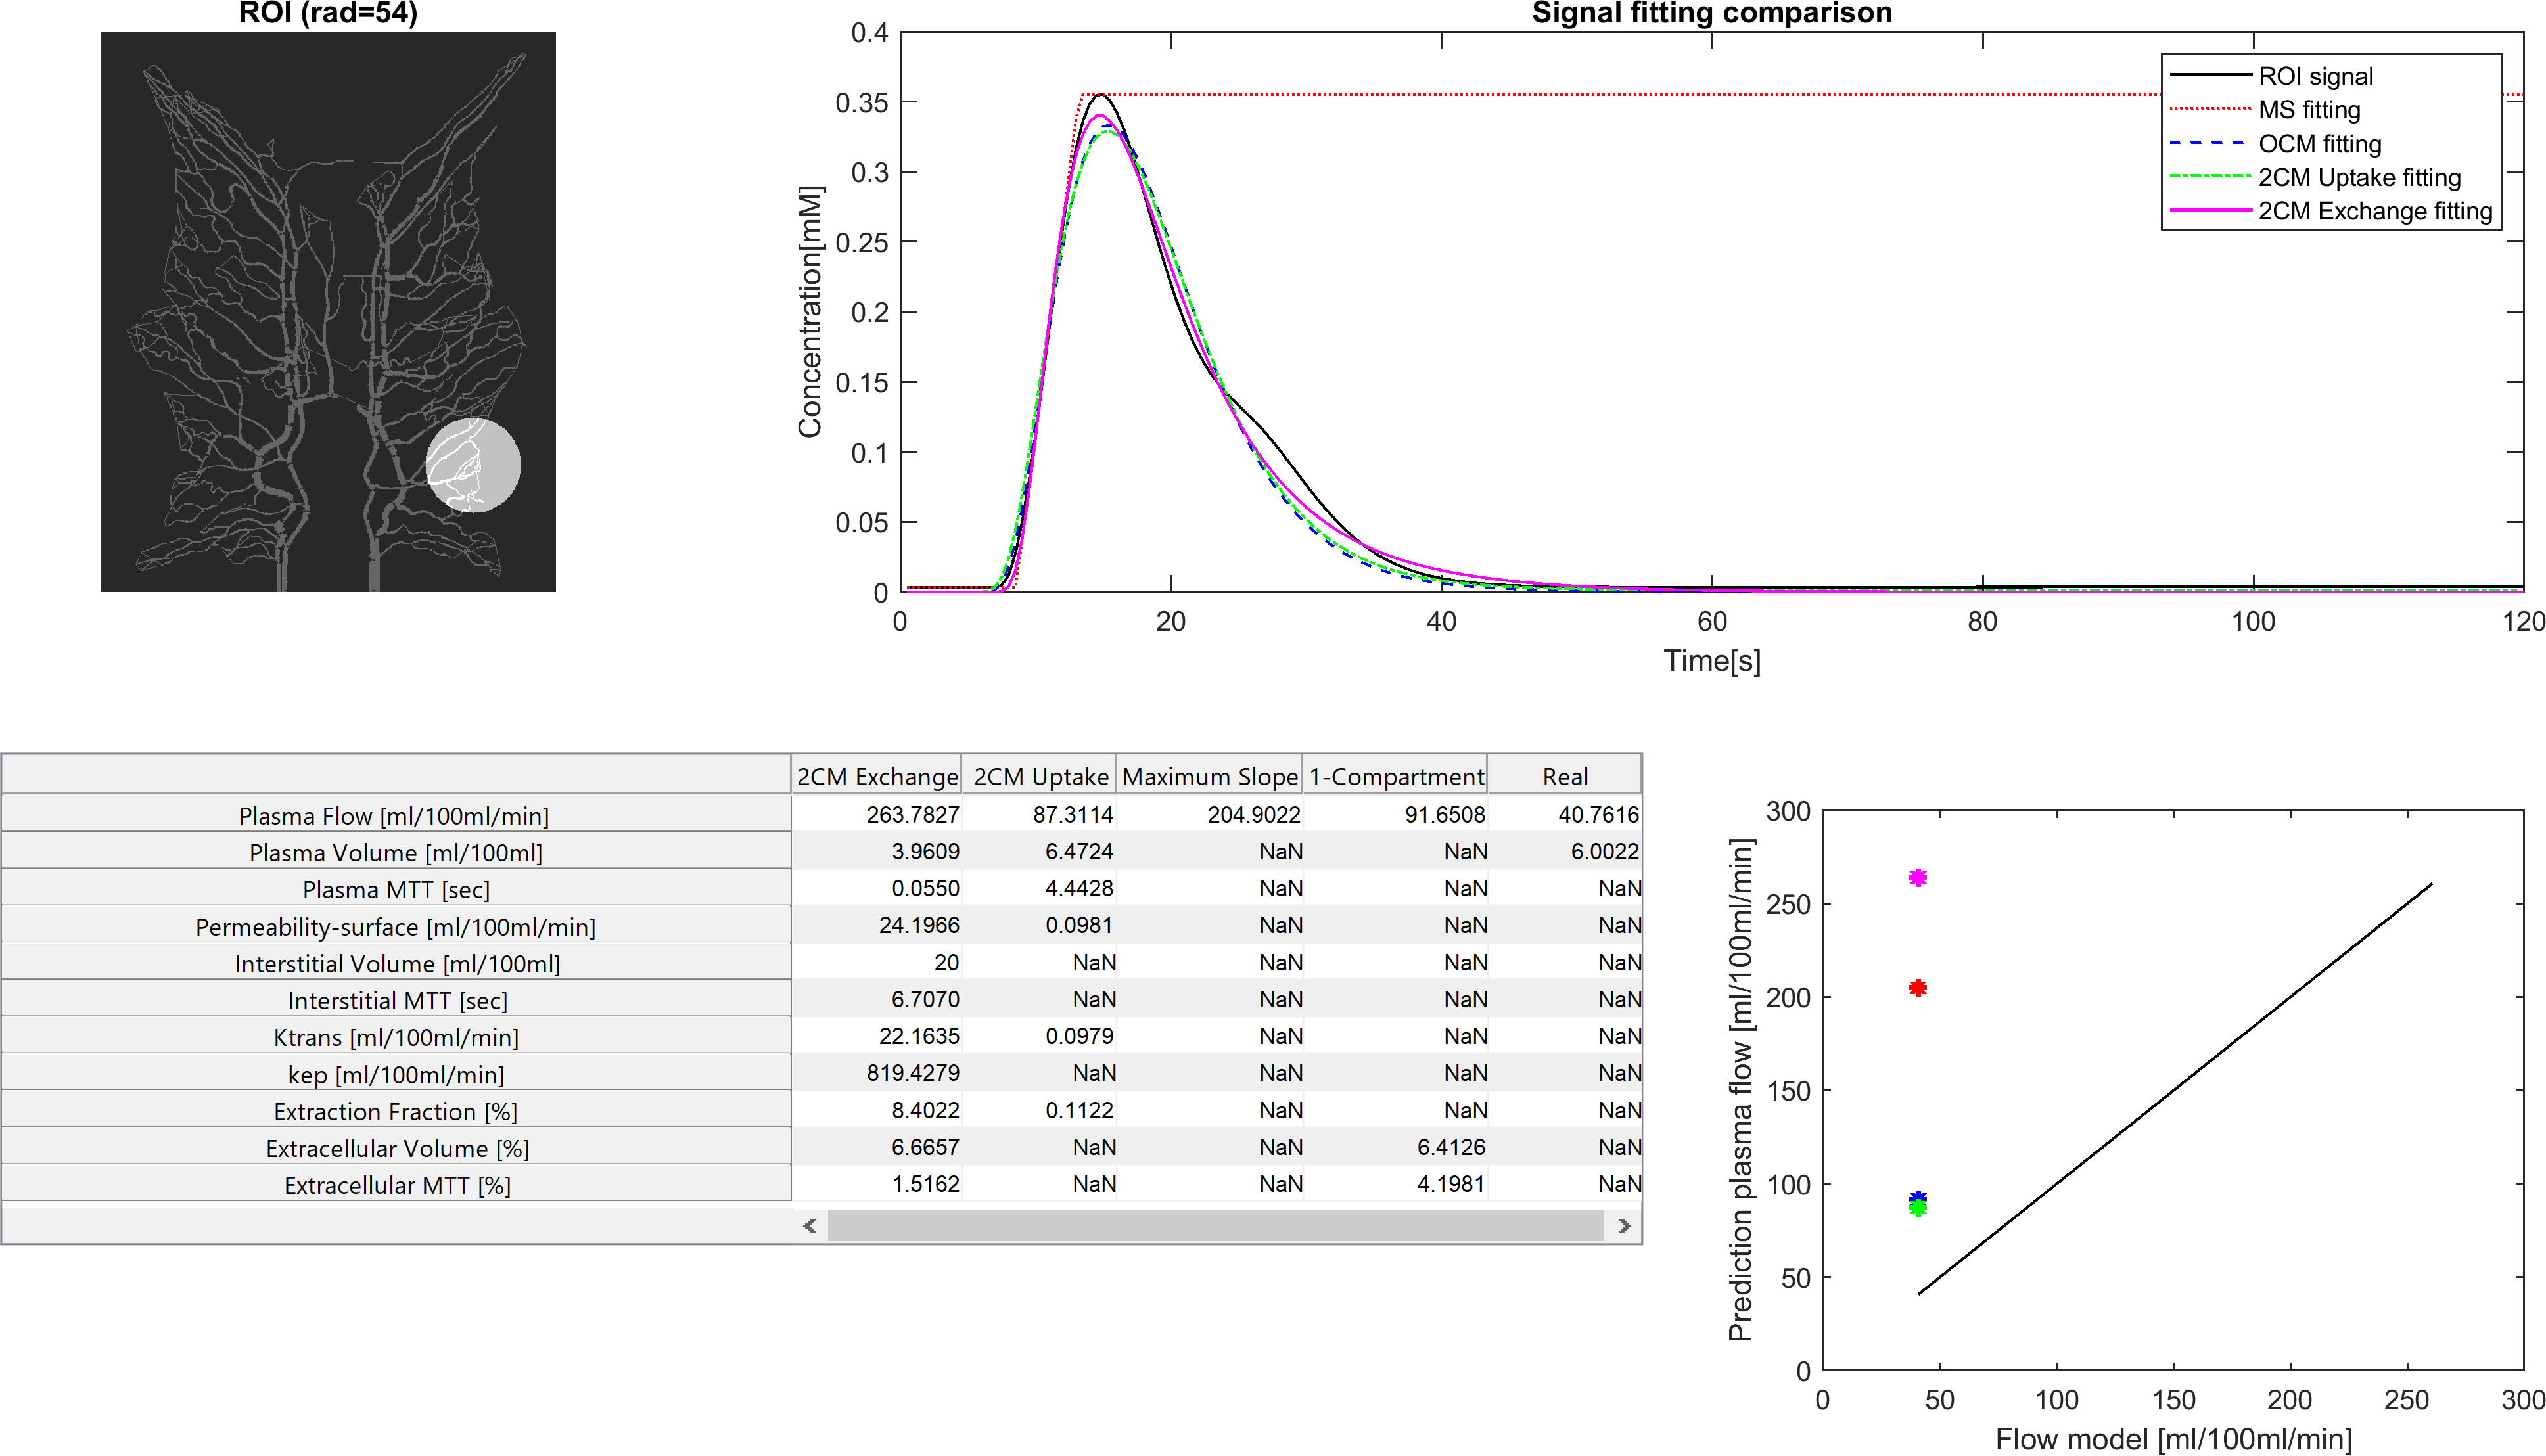 ROI (rad=54)
Signal fitting comparison
0.4
0.35
0.3
0.25
0.2
0.15
0.1
0.05
0
Concentration[mM]
0 20 40 60 80 100 120
Time[s]
ROI signal
MS fitting
OCM fitting
2CM Uptake fitting
2CM Exchange fitting
2CM Exchange 2CM Uptake Maximum Slope 1-Compartment Real
Plasma Flow [ml/100ml/min] 263.7827 87.3114 204.9022 91.6508 40.7616
Plasma Volume [ml/100ml] 3.9609 6.4724 NaN NaN 6.0022
Plasma MTT [sec] 0.0550 4.4428 NaN NaN NaN
Permeability-surface [ml/100ml/min] 24.1966 0.0981 NaN NaN NaN
Interstitial Volume [ml/100ml] 20 NaN NaN NaN NaN
Interstitial MTT [sec] 6.7070 NaN NaN NaN NaN
Ktrans [ml/100ml/min] 22.1635 0.0979 NaN NaN NaN
kep [ml/100ml/min] 819.4279 NaN NaN NaN NaN
Extraction Fraction [%] 8.4022 0.1122 NaN NaN NaN
Extracellular Volume [%] 6.6657 NaN NaN 6.4126 NaN
Extracellular MTT [%] 1.5162 NaN NaN 4.1981 NaN
300
250
200
150
100
50
0
Prediction plasma flow [ml/100ml/min]
0 50 100 150 200 250 300
Flow model [ml/100ml/min]